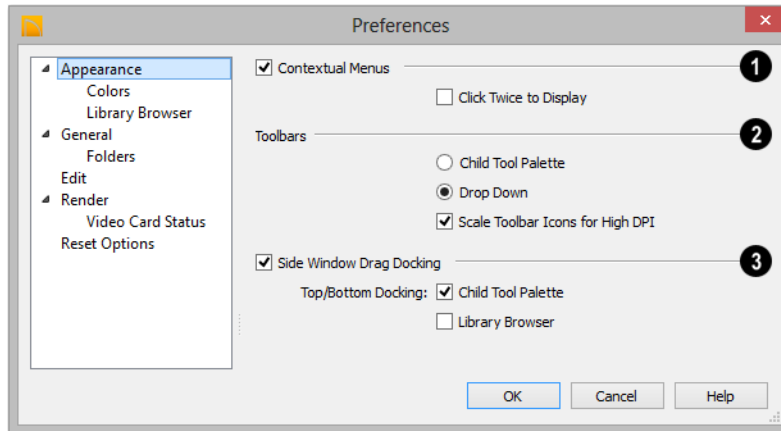 Preferences
Appearance
Colors
Library Browser
General
Folders
Edit
Render
Video Card Status
Reset Options
Contextual Menus 1
Click Twice to Display
Toolbars 2
Child Tool Palette
Drop Down
Scale Toolbar Icons for High DPI
Side Window Drag Docking 3
Top/Bottom Docking: Child Tool Palette
Library Browser
OK Cancel Help